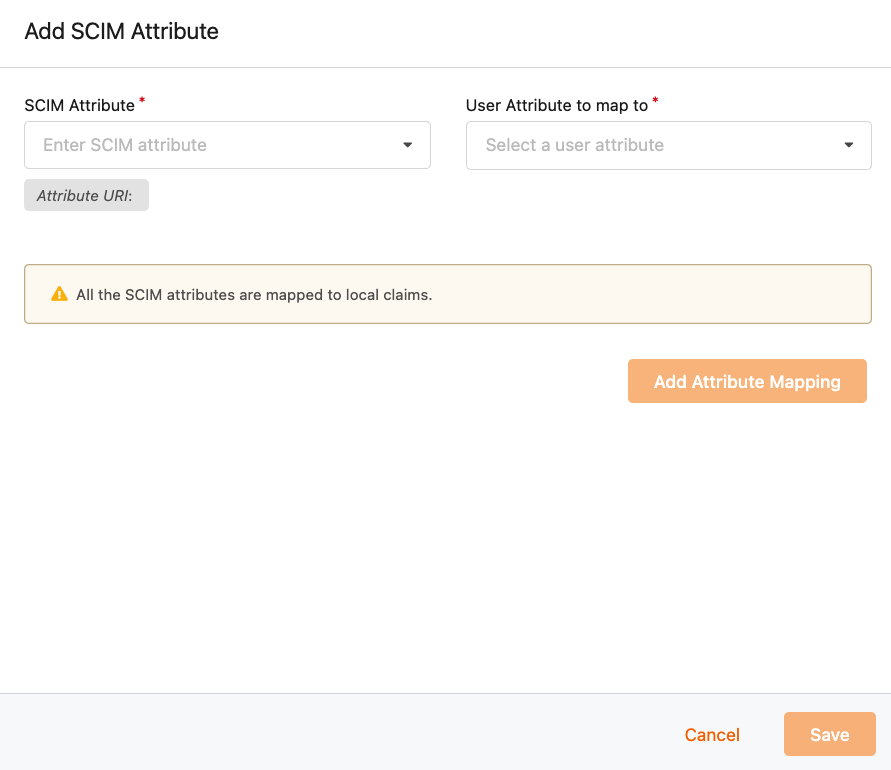 Add SCIM Attribute
SCIM Attribute *
User Attribute to map to *
Enter SCIM attribute
Select a user attribute
Attribute URI:
All the SCIM attributes are mapped to local claims.
Add Attribute Mapping
Cancel
Save